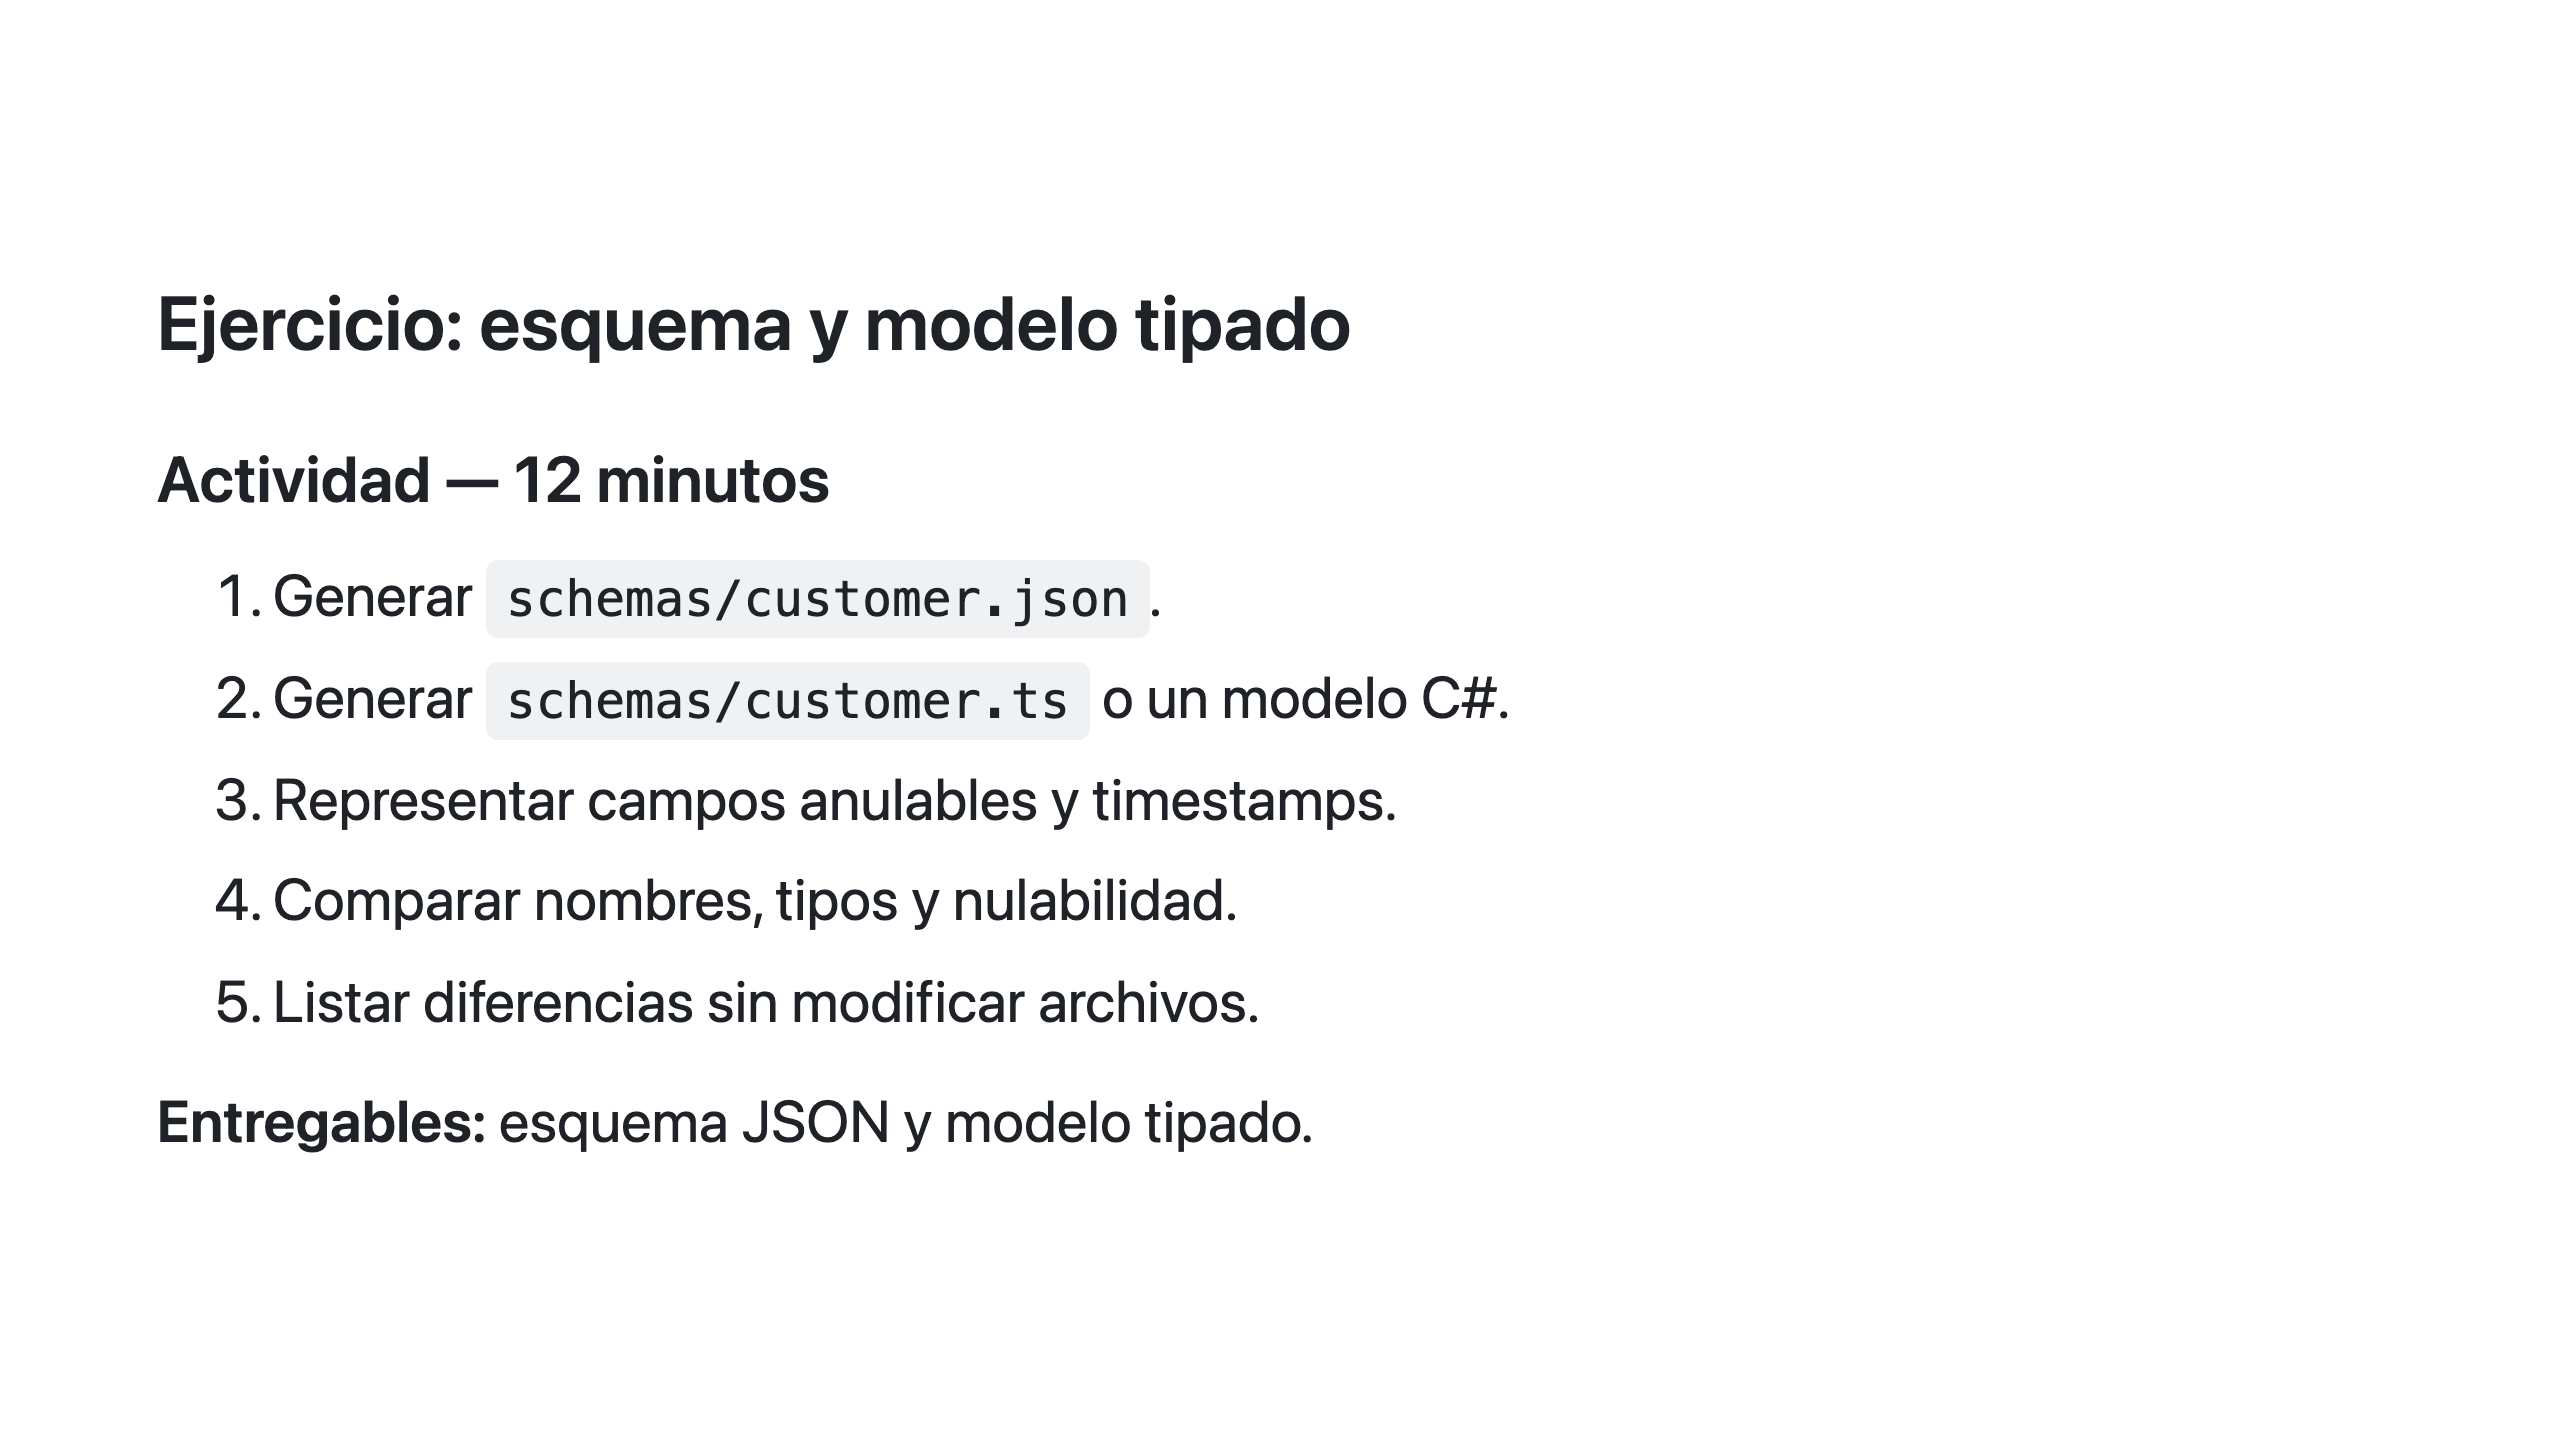 Ejercicio: esquema y modelo tipado
Actividad — 12 minutos
1. Generar schemas/customer.json.
2. Generar schemas/customer.ts o un modelo C#.
3. Representar campos anulables y timestamps.
4. Comparar nombres, tipos y nulabilidad.
5. Listar diferencias sin modificar archivos.
Entregables: esquema JSON y modelo tipado.